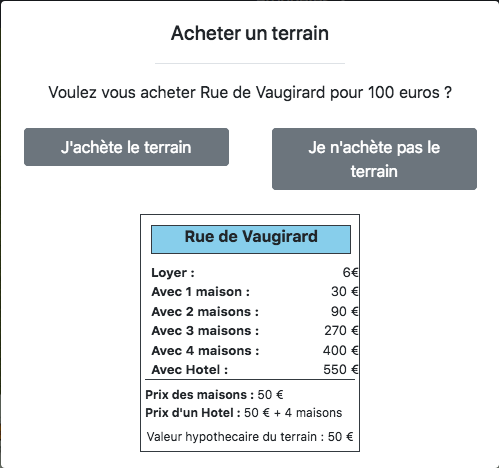 Acheter un terrain
Voulez vous acheter Rue de Vaugirard pour 100 euros ?
J'achète le terrain
Je n'achète pas le
terrain
Rue de Vaugirard
Loyer : 6€
Avec 1 maison : 30 €
Avec 2 maisons : 90 €
Avec 3 maisons : 270 €
Avec 4 maisons : 400 €
Avec Hotel : 550 €
Prix des maisons : 50 €
Prix d'un Hotel : 50 € + 4 maisons
Valeur hypothecaire du terrain : 50 €